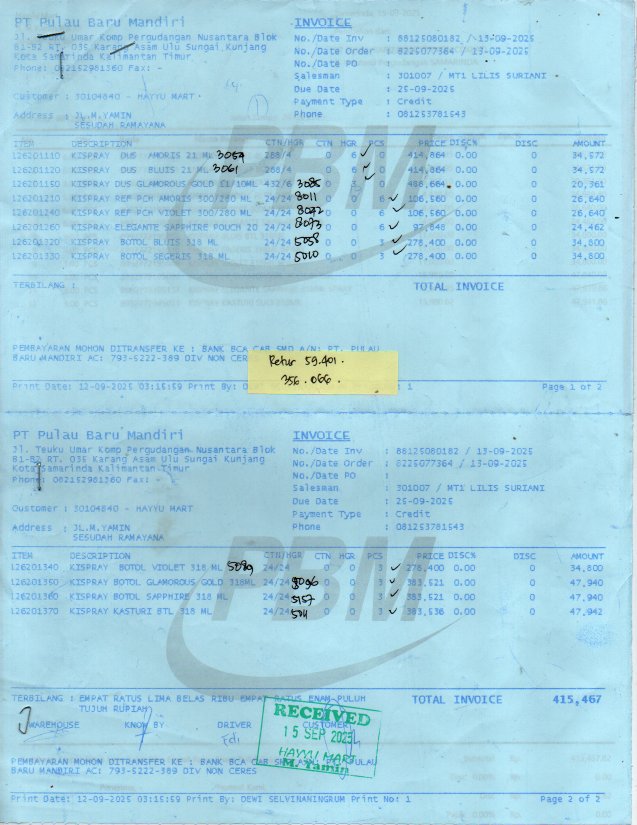 PT Pulau Baru Mandiri
INVOICE
Jl. Teuku Umar Komp Pergudangan Nusantara Blok
B1-B2 RT. 035 Karang Asam Ulu Sungai Kunjang
Kota Samarinda Kalimantan Timur
Phone: 082152981360 Fax: -
No./Date Inv : 88125080182 / 13-09-2025
No./Date Order : 8225077364 / 13-09-2025
No./Date PO :
Salesman : 301007 / MT1 LILIS SURIANI
Due Date : 25-09-2025
Payment Type : Credit
Phone : 081253781543
Customer : 30104840 - HAYYU MART
Address : JL.M.YAMIN
SESUDAH RAMAYANA
ITEM DESCRIPTION CTN/HGR CTN HGR PCS PRICE DISC% DISC AMOUNT
126201110 KISPRAY DUS AMORIS 21 ML 3054 288/4 0 6 0 414,864 0.00 0 34,572
126201120 KISPRAY DUS BLUIS 21 ML 3061 288/4 0 6 0 414,864 0.00 0 34,572
126201150 KISPRAY DUS GLAMOROUS GOLD 6 / 10ML 432/6 3085 0 3 0 488,664 0.00 0 20,361
126201210 KISPRAY REF PCH AMORIS 300/280 ML 24/24 8011 0 0 6 106,560 0.00 0 26,640
126201240 KISPRAY REF PCH VIOLET 300/280 ML 24/24 8072 0 0 6 106,560 0.00 0 26,640
126201260 KISPRAY ELEGANTE SAPPHIRE POUCH 20 24/24 8073 0 0 6 97,848 0.00 0 24,462
126201320 KISPRAY BOTOL BLUIS 318 ML 24/24 5058 0 0 3 278,400 0.00 0 34,800
126201330 KISPRAY BOTOL SEGERIS 318 ML 24/24 5010 0 0 3 278,400 0.00 0 34,800
PBM
TERBILANG :
TOTAL INVOICE
PEMBAYARAN MOHON DITRANSFER KE : BANK BCA CAB SMD A/N: PT. PULAU
BARU MANDIRI AC: 793-5222-389 DIV NON CERES
Retur 59.401.
356.066.
Print Date: 12-09-2025 03:15:59 Print By: 1
Page 1 of 2
PT Pulau Baru Mandiri
INVOICE
Jl. Teuku Umar Komp Pergudangan Nusantara Blok
B1-B2 RT. 035 Karang Asam Ulu Sungai Kunjang
Kota Samarinda Kalimantan Timur
Phone: 082152981360 Fax: -
No./Date Inv : 88125080182 / 13-09-2025
No./Date Order : 8225077364 / 13-09-2025
No./Date PO :
Salesman : 301007 / MT1 LILIS SURIANI
Due Date : 25-09-2025
Payment Type : Credit
Phone : 081253781543
Customer : 30104840 - HAYYU MART
Address : JL.M.YAMIN
SESUDAH RAMAYANA
ITEM DESCRIPTION CTN/HGR CTN HGR PCS PRICE DISC% DISC AMOUNT
126201340 KISPRAY BOTOL VIOLET 318 ML 5089 24/24 0 0 3 278,400 0.00 0 34,800
126201350 KISPRAY BOTOL GLAMOROUS GOLD 318ML 24/24 5096 0 0 3 383,521 0.00 0 47,940
126201360 KISPRAY BOTOL SAPPHIRE 318 ML 24/24 5157 0 0 3 383,521 0.00 0 47,940
126201370 KISPRAY KASTURI BTL 318 ML 24/24 5011 0 0 3 383,536 0.00 0 47,942
PBM
TERBILANG : EMPAT RATUS LIMA BELAS RIBU EMPAT RATUS ENAM PULUH
TUJUH RUPIAH
TOTAL INVOICE 415,467
WAREHOUSE KNOW BY DRIVER CUSTOMER
Edi
RECEIVED
15 SEP 2025
HAYYU MART
M. Yamin
PEMBAYARAN MOHON DITRANSFER KE : BANK BCA CAB PULAU
BARU MANDIRI AC: 793-5222-389 DIV NON CERES
Print Date: 12-09-2025 03:15:59 Print By: DEWI SELVINANINGRUM Print No: 1
Page 2 of 2